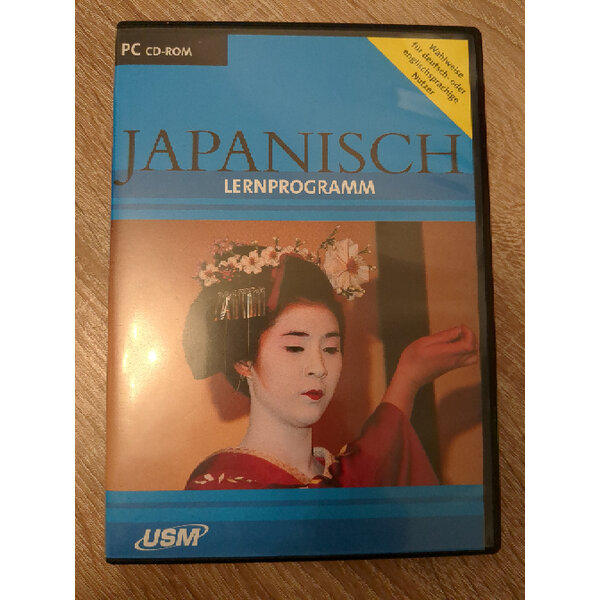 PC CD-ROM
Wahlweise
für deutsch- oder
englischsprachige
Nutzer
JAPANISCH
LERNPROGRAMM
USM